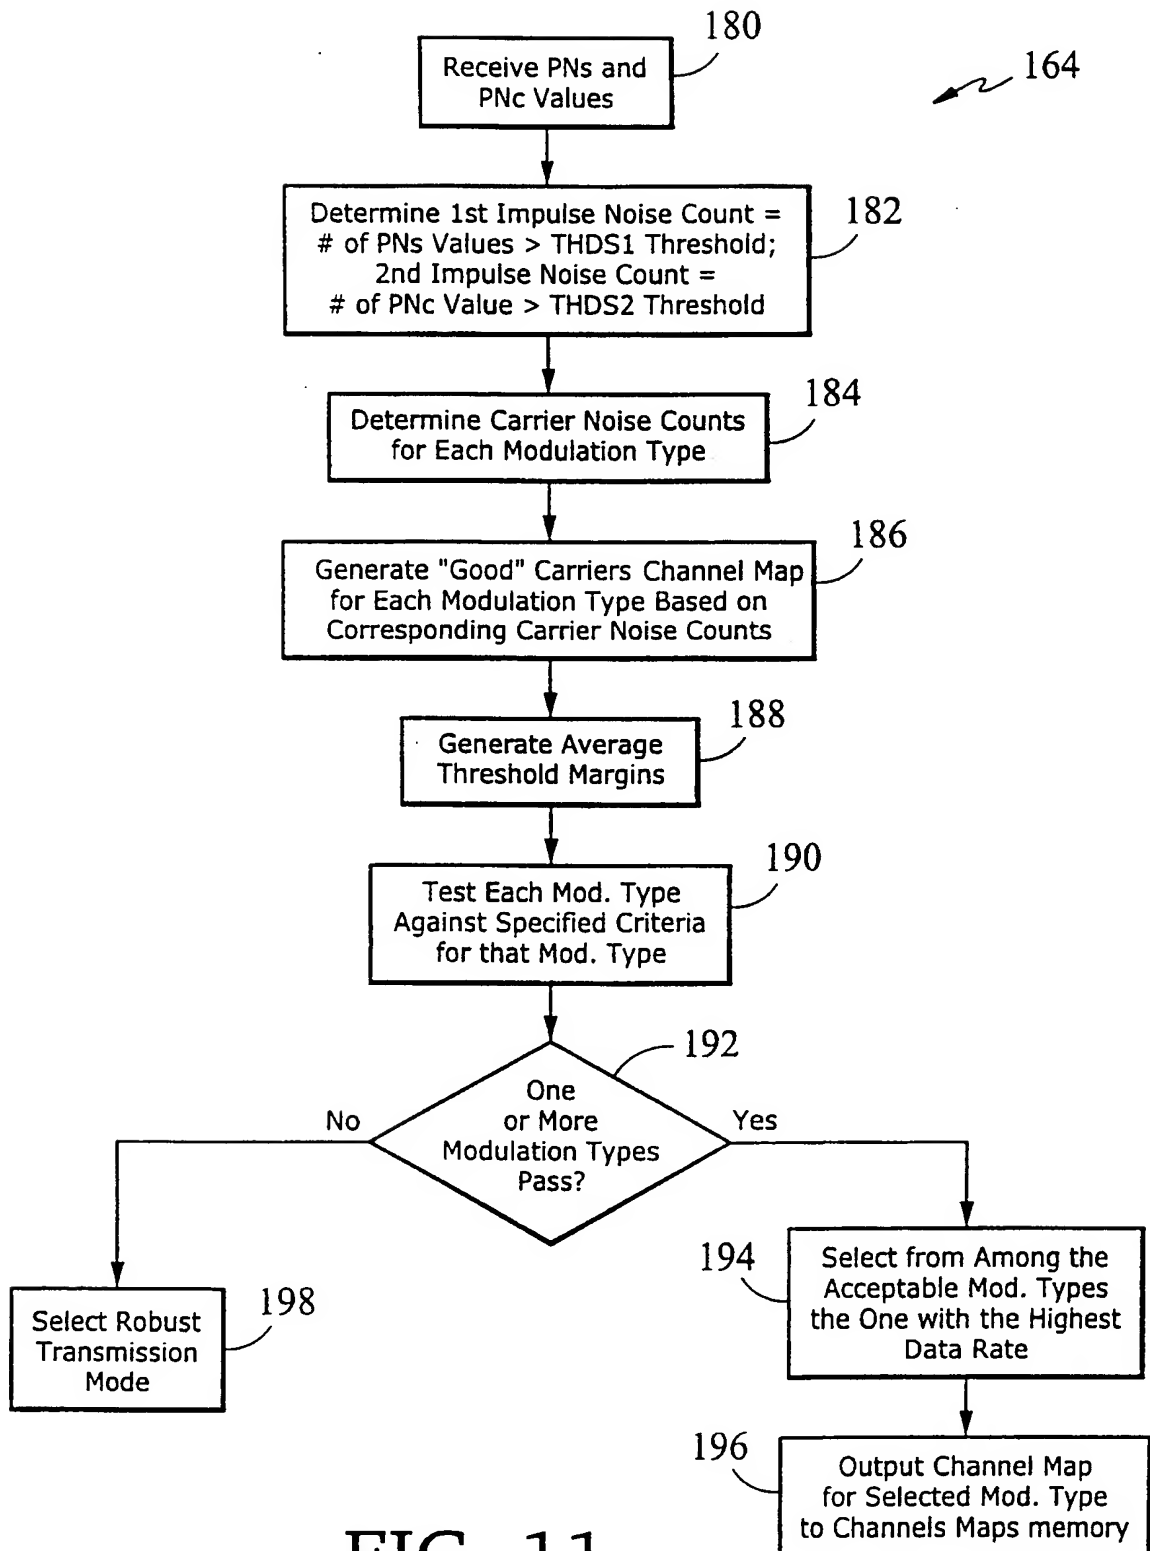 180
Receive PNs and
PNc Values
164
Determine 1st Impulse Noise Count =
# of PNs Values > THDS1 Threshold;
2nd Impulse Noise Count =
# of PNc Value > THDS2 Threshold
182
Determine Carrier Noise Counts
for Each Modulation Type
184
Generate "Good" Carriers Channel Map
for Each Modulation Type Based on
Corresponding Carrier Noise Counts
186
Generate Average
Threshold Margins
188
Test Each Mod. Type
Against Specified Criteria
for that Mod. Type
190
One
or More
Modulation Types
Pass?
192
No
Yes
Select Robust
Transmission
Mode
198
194
Select from Among the
Acceptable Mod. Types
the One with the Highest
Data Rate
196
Output Channel Map
for Selected Mod. Type
to Channels Maps memory
FIG. 11